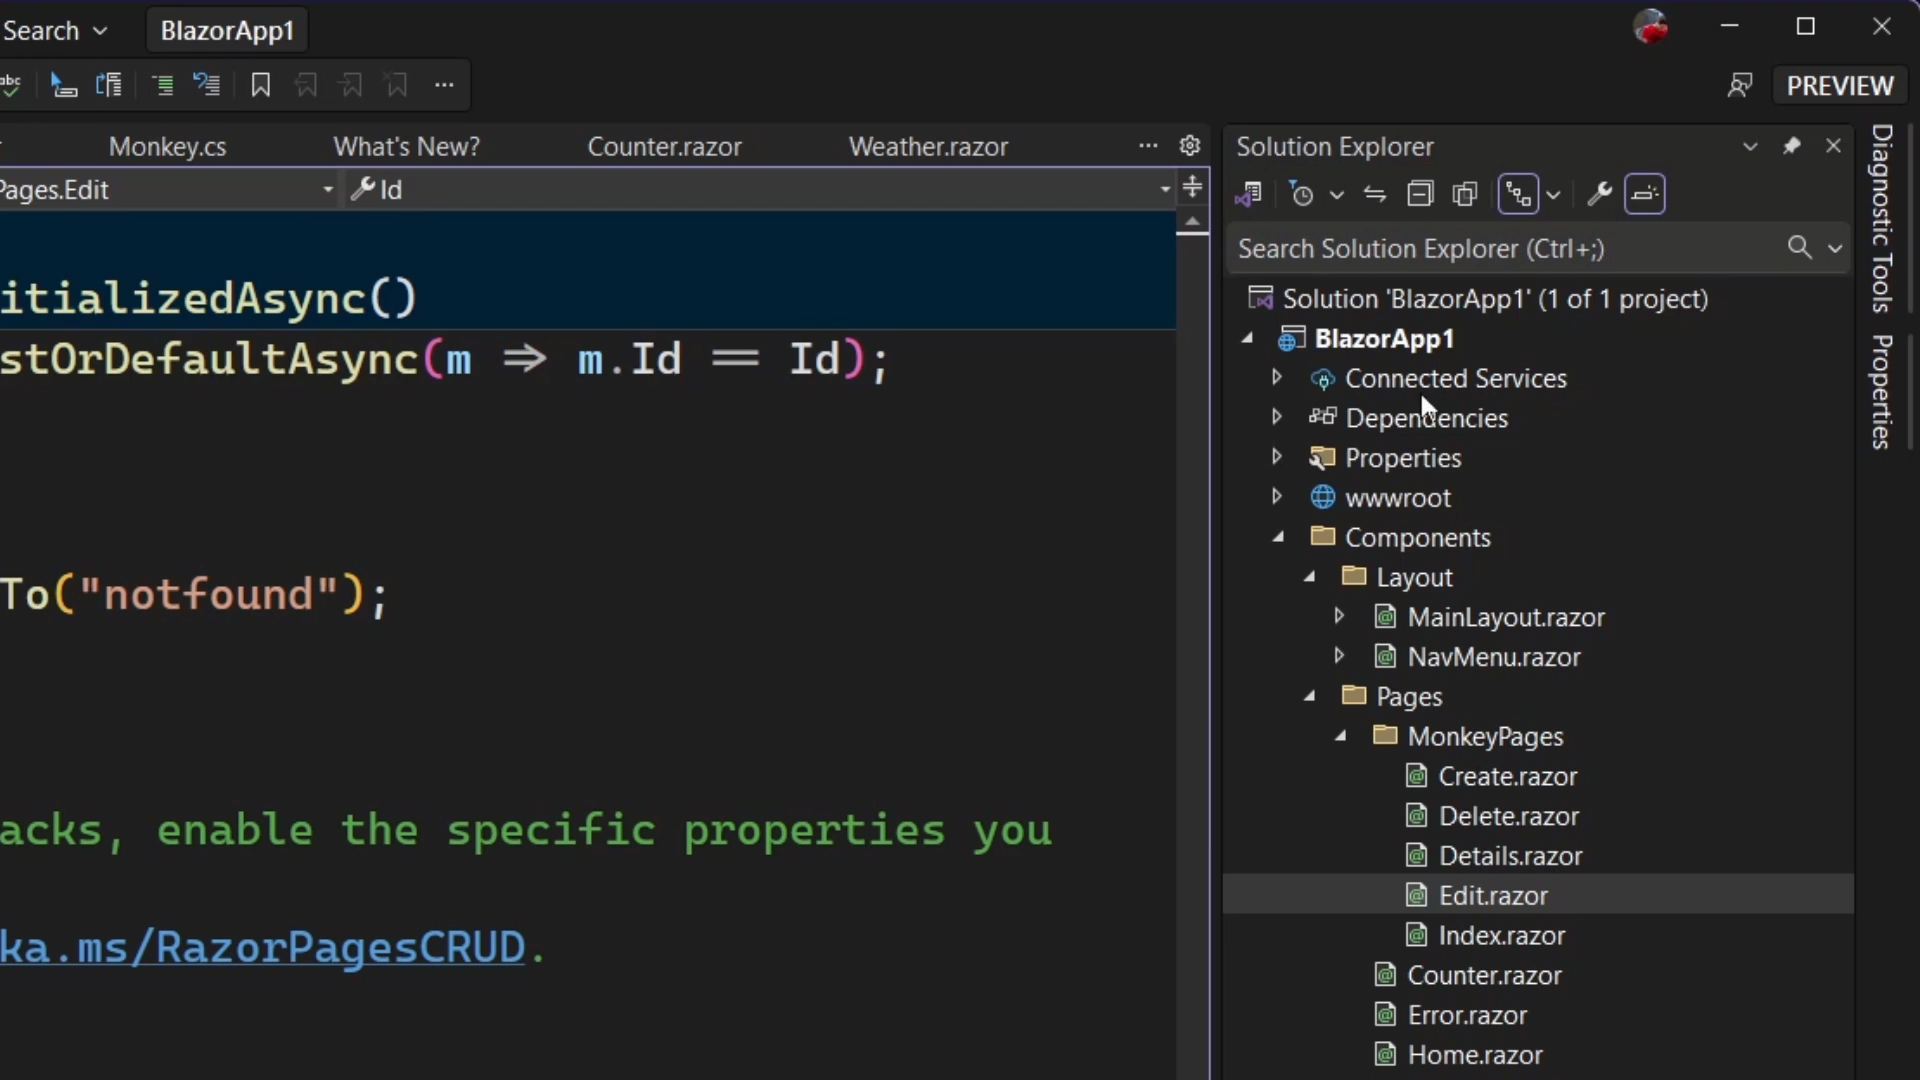 Search
BlazorApp1
abc
PREVIEW
Monkey.cs
What's New?
Counter.razor
Weather.razor
Pages.Edit
Id
itializedAsync()
stOrDefaultAsync(m => m.Id == Id);
To("notfound");
acks, enable the specific properties you
ka.ms/RazorPagesCRUD.
Solution Explorer
Search Solution Explorer (Ctrl+;)
Solution 'BlazorApp1' (1 of 1 project)
BlazorApp1
Connected Services
Dependencies
Properties
wwwroot
Components
Layout
MainLayout.razor
NavMenu.razor
Pages
MonkeyPages
Create.razor
Delete.razor
Details.razor
Edit.razor
Index.razor
Counter.razor
Error.razor
Home.razor
Diagnostic Tools
Properties